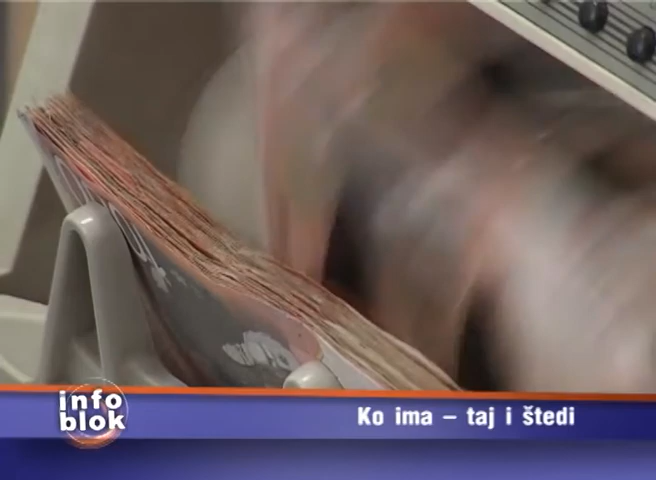 info
blok
Ko ima – taj i štedi